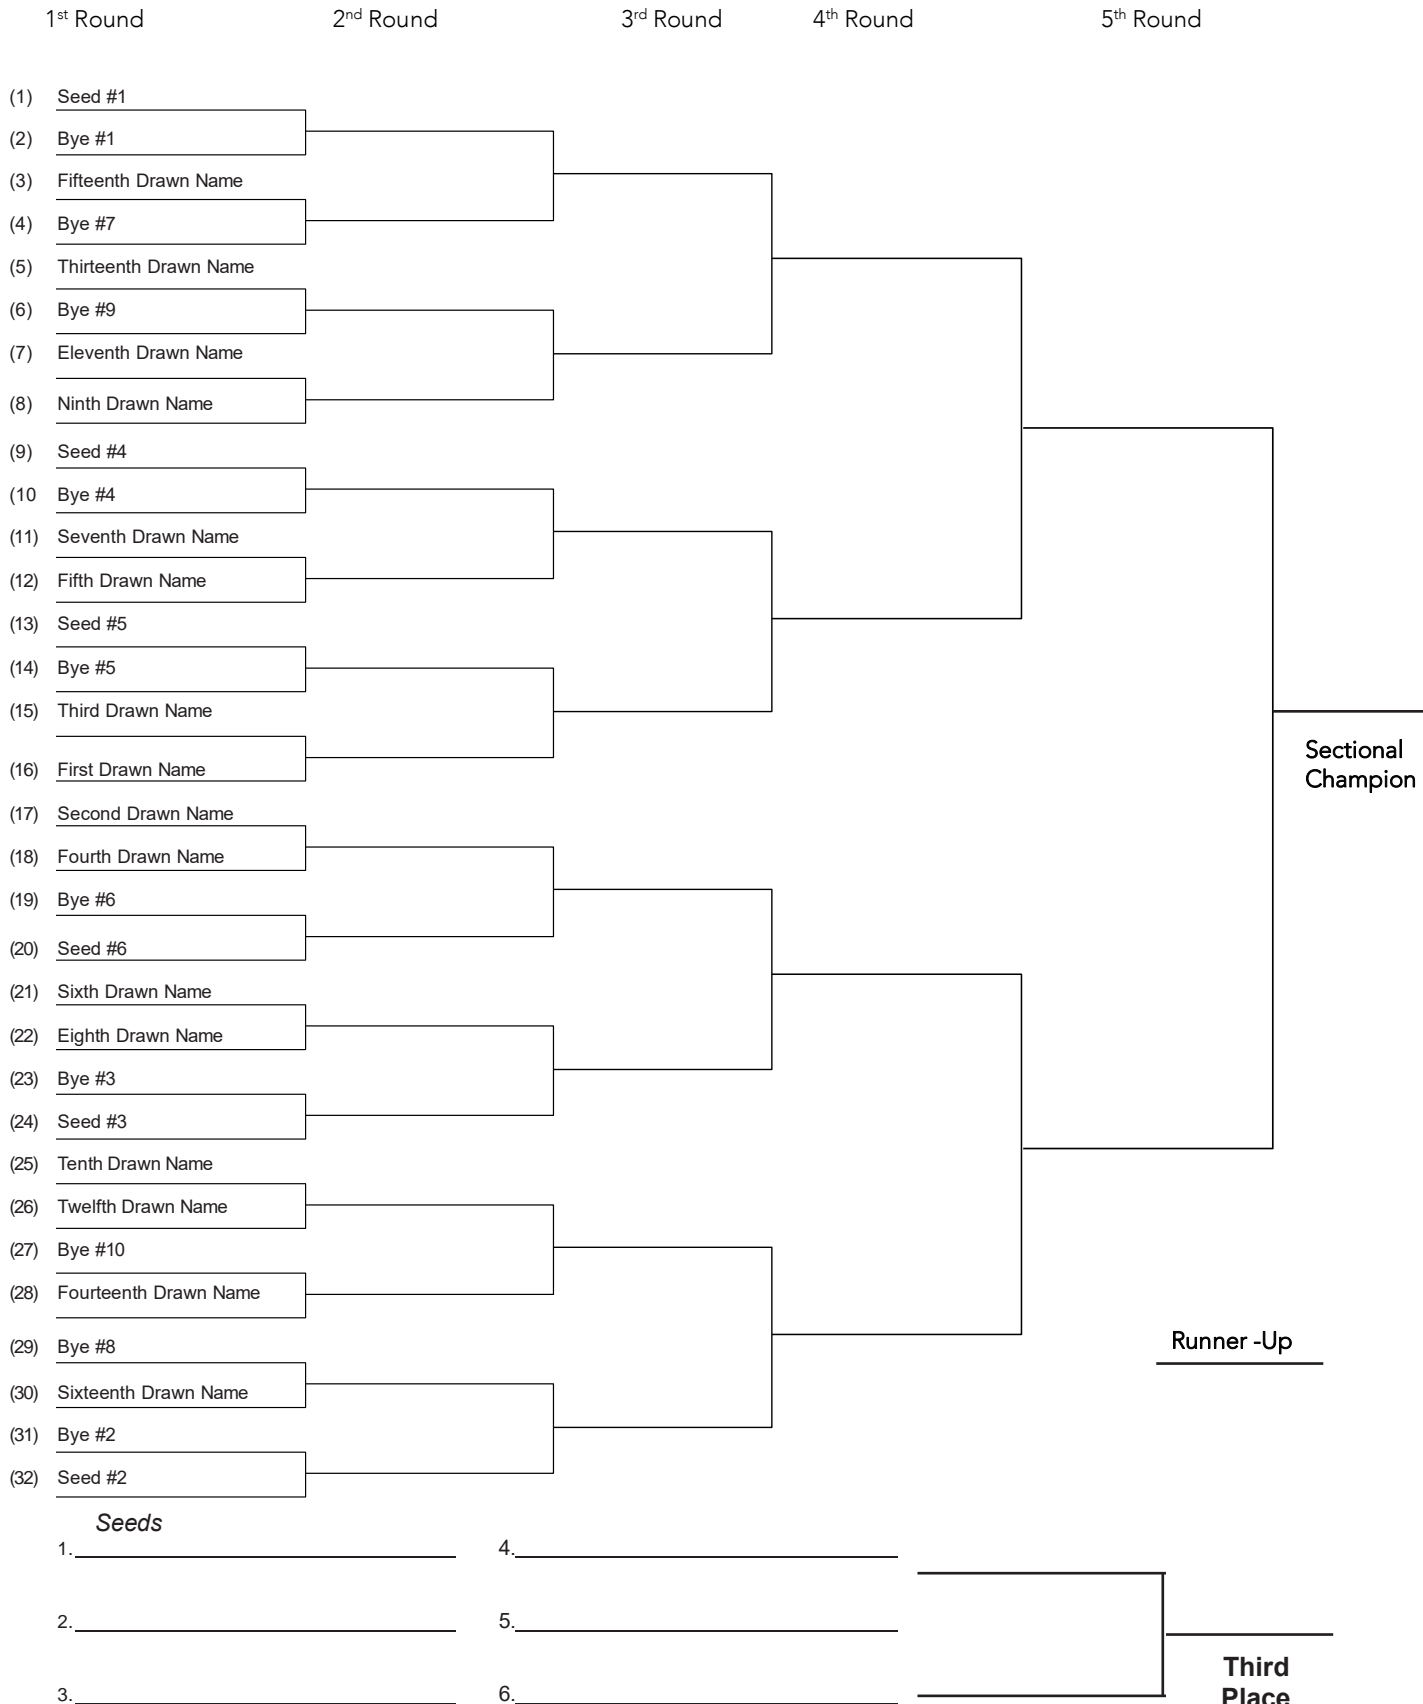 1st Round 2nd Round 3rd Round 4th Round 5th Round
(1) Seed #1
(2) Bye #1
(3) Fifteenth Drawn Name
(4) Bye #7
(5) Thirteenth Drawn Name
(6) Bye #9
(7) Eleventh Drawn Name
(8) Ninth Drawn Name
(9) Seed #4
(10 Bye #4
(11) Seventh Drawn Name
(12) Fifth Drawn Name
(13) Seed #5
(14) Bye #5
(15) Third Drawn Name
(16) First Drawn Name
(17) Second Drawn Name
(18) Fourth Drawn Name
(19) Bye #6
(20) Seed #6
(21) Sixth Drawn Name
(22) Eighth Drawn Name
(23) Bye #3
(24) Seed #3
(25) Tenth Drawn Name
(26) Twelfth Drawn Name
(27) Bye #10
(28) Fourteenth Drawn Name
(29) Bye #8
(30) Sixteenth Drawn Name
(31) Bye #2
(32) Seed #2
Sectional
Champion
Runner -Up
Seeds
1. 4.
2. 5.
3. 6.
Third
Place